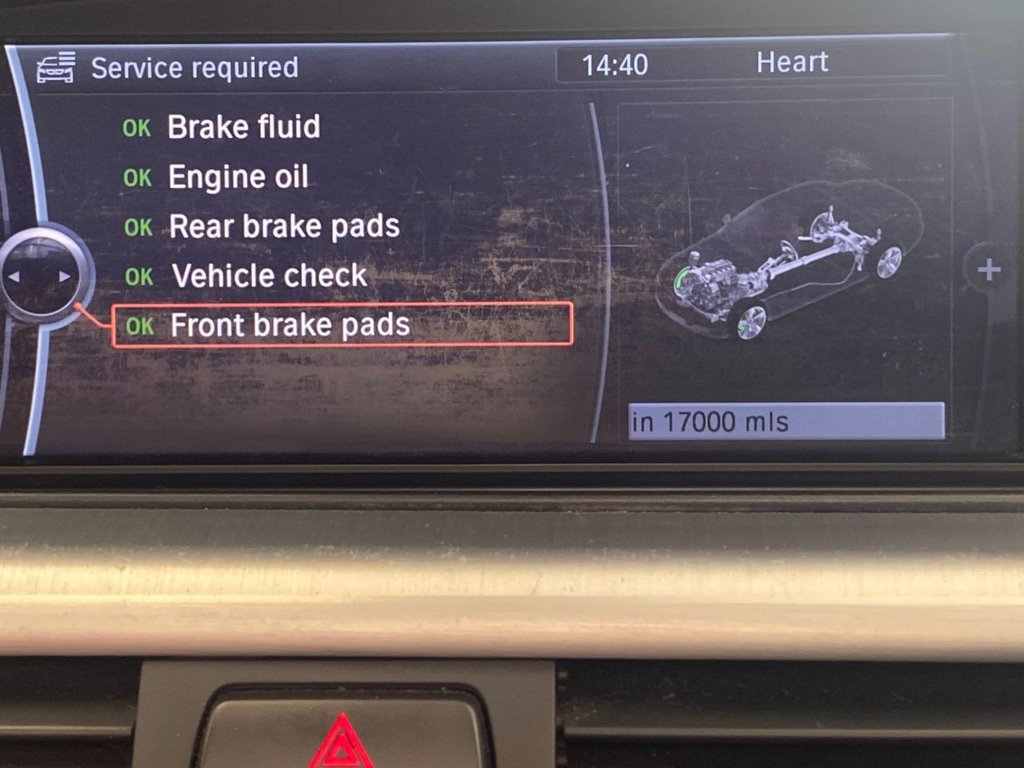 Service required
14:40
Heart
OK Brake fluid
OK Engine oil
OK Rear brake pads
OK Vehicle check
OK Front brake pads
in 17000 mls